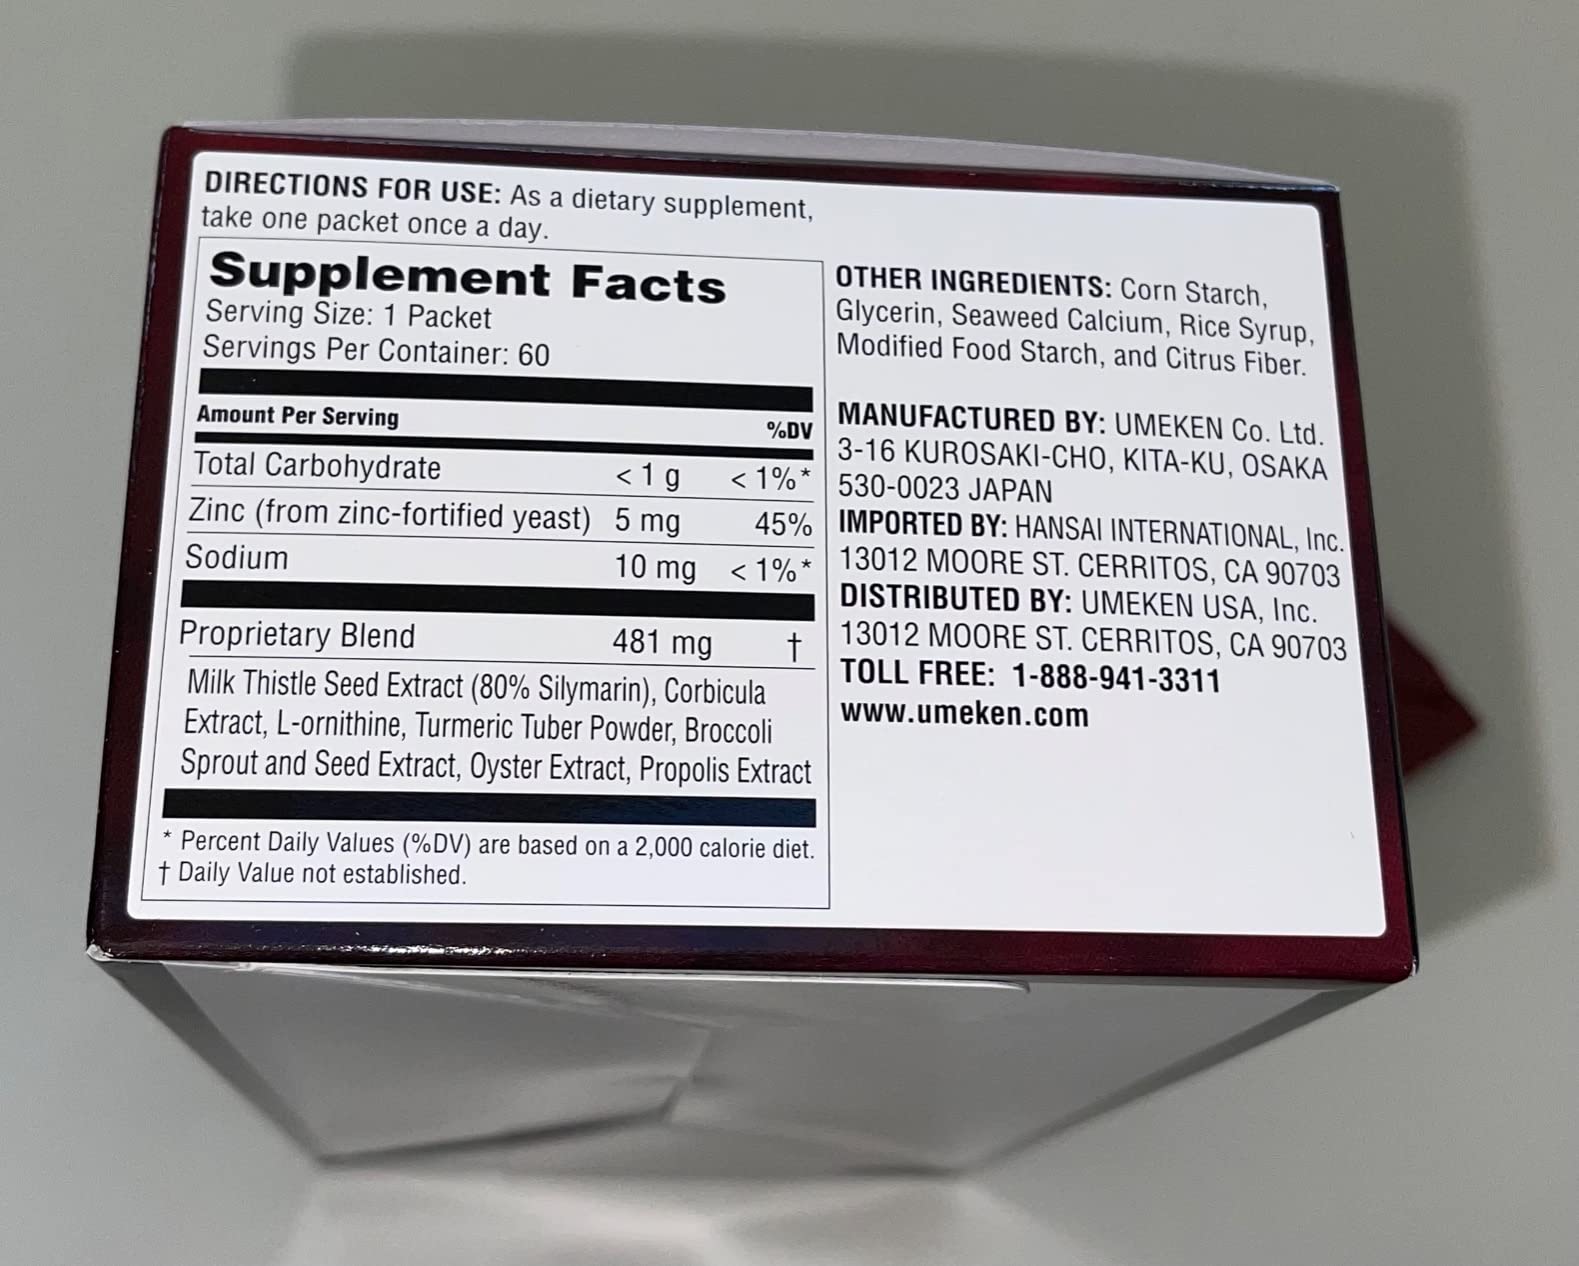 DIRECTIONS FOR USE: As a dietary supplement,
take one packet once a day.
Supplement Facts
Serving Size: 1 Packet
Servings Per Container: 60
Amount Per Serving %DV
Total Carbohydrate < 1 g < 1%*
Zinc (from zinc-fortified yeast) 5 mg 45%
Sodium 10 mg < 1%*
Proprietary Blend 481 mg †
Milk Thistle Seed Extract (80% Silymarin), Corbicula
Extract, L-ornithine, Turmeric Tuber Powder, Broccoli
Sprout and Seed Extract, Oyster Extract, Propolis Extract
* Percent Daily Values (%DV) are based on a 2,000 calorie diet.
† Daily Value not established.
OTHER INGREDIENTS: Corn Starch,
Glycerin, Seaweed Calcium, Rice Syrup,
Modified Food Starch, and Citrus Fiber.
MANUFACTURED BY: UMEKEN Co. Ltd.
3-16 KUROSAKI-CHO, KITA-KU, OSAKA
530-0023 JAPAN
IMPORTED BY: HANSAI INTERNATIONAL, Inc.
13012 MOORE ST. CERRITOS, CA 90703
DISTRIBUTED BY: UMEKEN USA, Inc.
13012 MOORE ST. CERRITOS, CA 90703
TOLL FREE: 1-888-941-3311
www.umeken.com